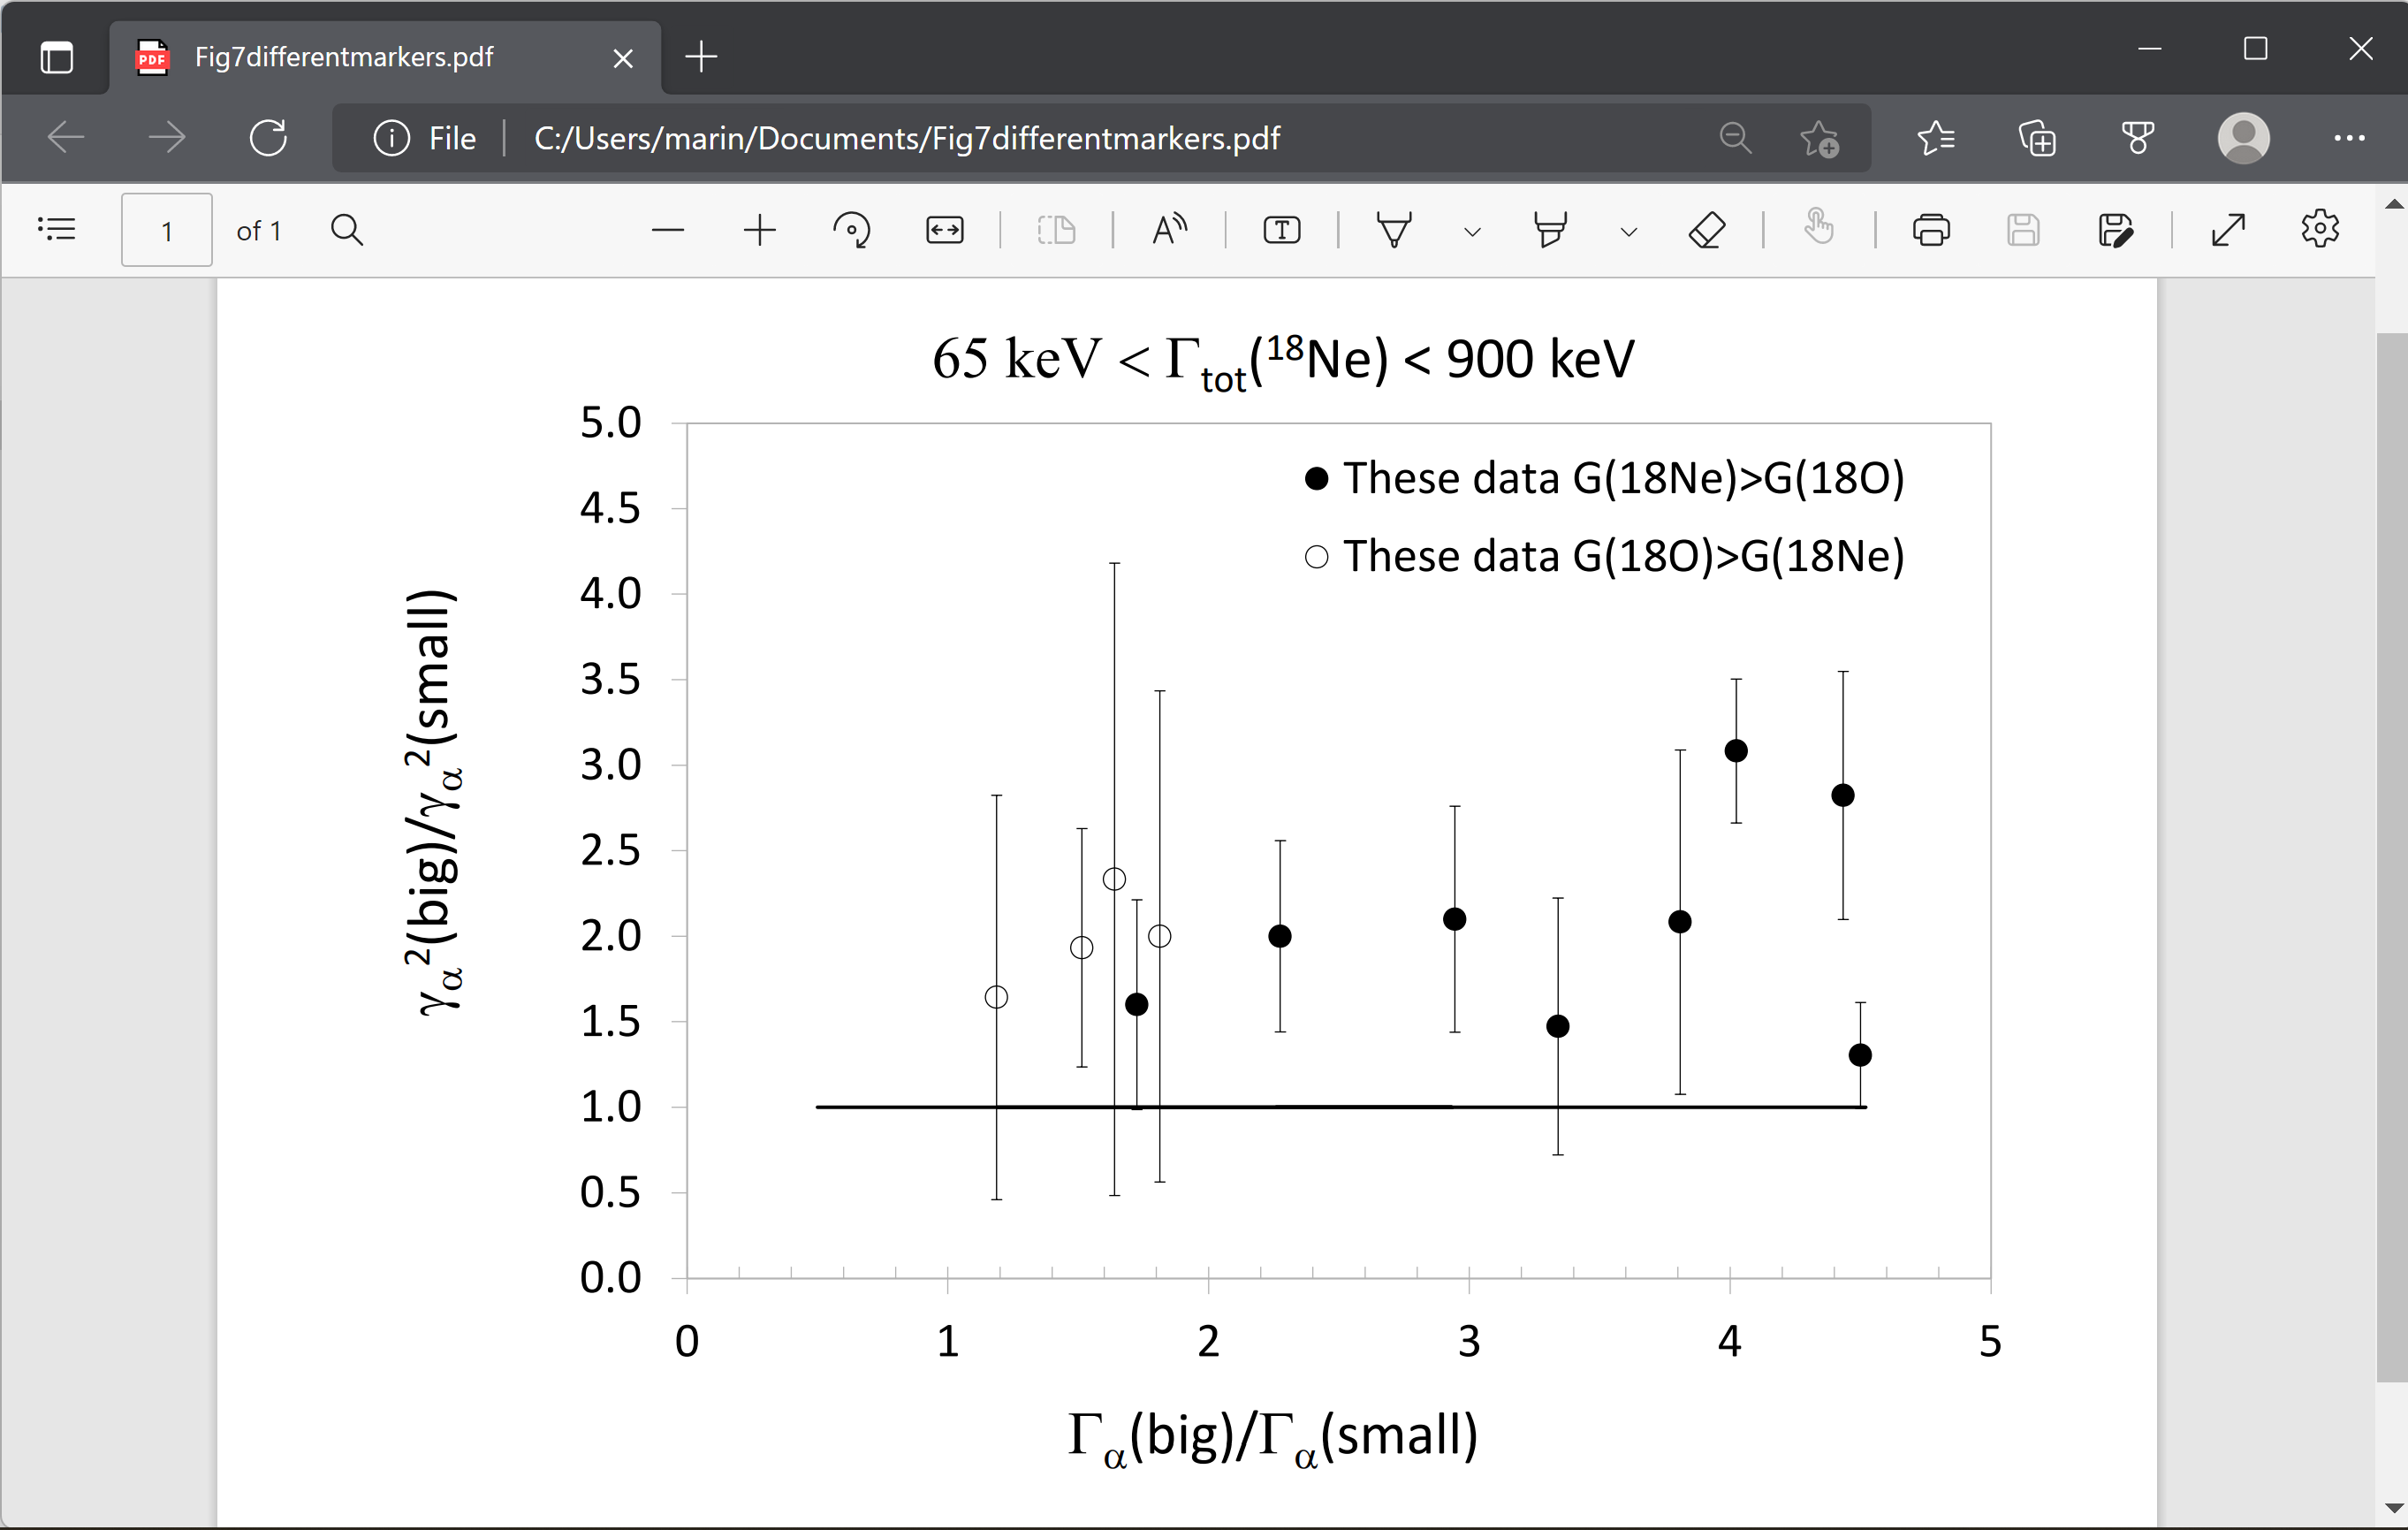 Fig7differentmarkers.pdf
File C:/Users/marin/Documents/Fig7differentmarkers.pdf
1 of 1
65 keV < Γtot(18Ne) < 900 keV
These data G(18Ne)>G(18O)
These data G(18O)>G(18Ne)
γα2(big)/γα2(small)
5.0
4.5
4.0
3.5
3.0
2.5
2.0
1.5
1.0
0.5
0.0
0 1 2 3 4 5
Γα(big)/Γα(small)